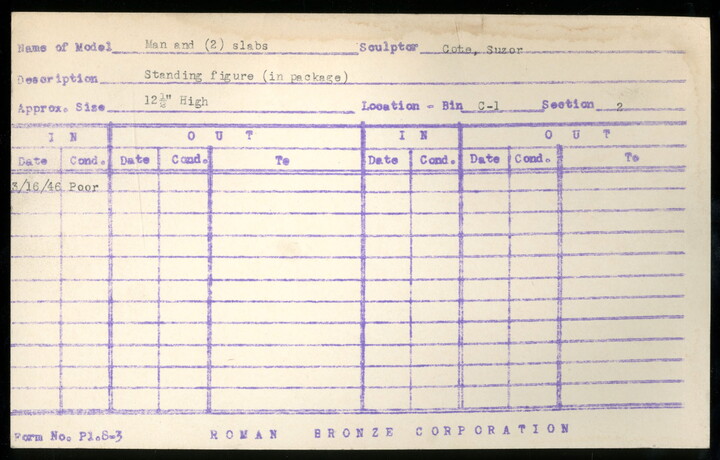 Name of Model Man and (2) slabs Sculptor Cote, Suzor
Description Standing figure (in package)
Approx. Size 12½" High Location - Bin C-1 Section 2
IN OUT IN OUT
Date Cond. Date Cond. To Date Cond. Date Cond. To
3/16/46 Poor
Form No. Pl.S-3 ROMAN BRONZE CORPORATION